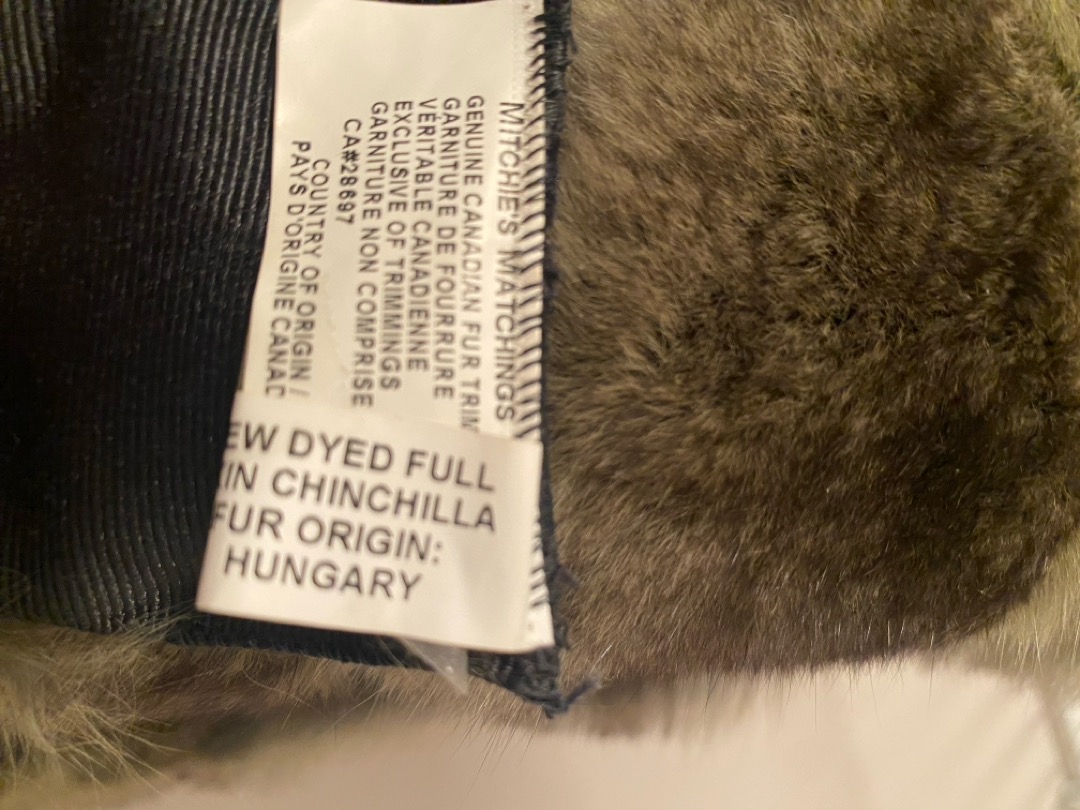 MITCHIE'S MATCHINGS
GENUINE CANADIAN FUR TRIM
GARNITURE DE FOURRURE
VÉRITABLE CANADIENNE
EXCLUSIVE OF TRIMMINGS
GARNITURE NON COMPRISE
CA#28697
COUNTRY OF ORIGIN /
PAYS D'ORIGINE CANAD
EW DYED FULL
IN CHINCHILLA
FUR ORIGIN:
HUNGARY